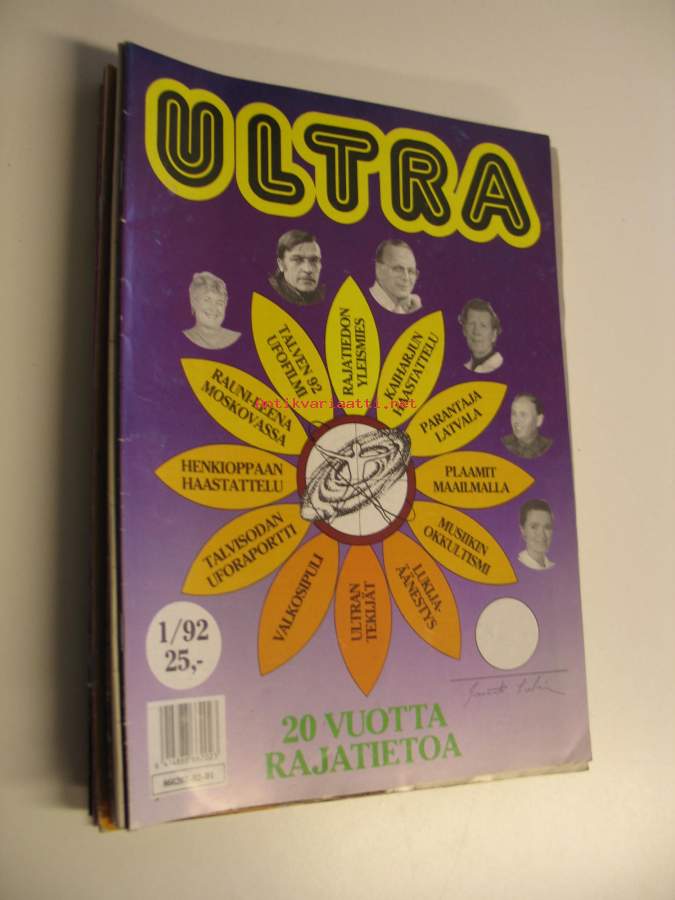 ULTRA
TALVEN 92
UFOFILMI
RAJATIEDON
YLEISMIES
KAIHARJUN
HAASTATTELU
RAUNI-LEENA
MOSKOVASSA
PARANTAJA
LATVALA
Antikvariaatti.net
HENKIOPPAAN
HAASTATTELU
PLAAMIT
MAAILMALLA
TALVISODAN
UFORAPORTTI
MUSIIKIN
OKKULTISMI
VALKOSIPULI
ULTRAN
TEKIJÄT
LUKIJA-
ÄÄNESTYS
1/92
25,-
20 VUOTTA
RAJATIETOA